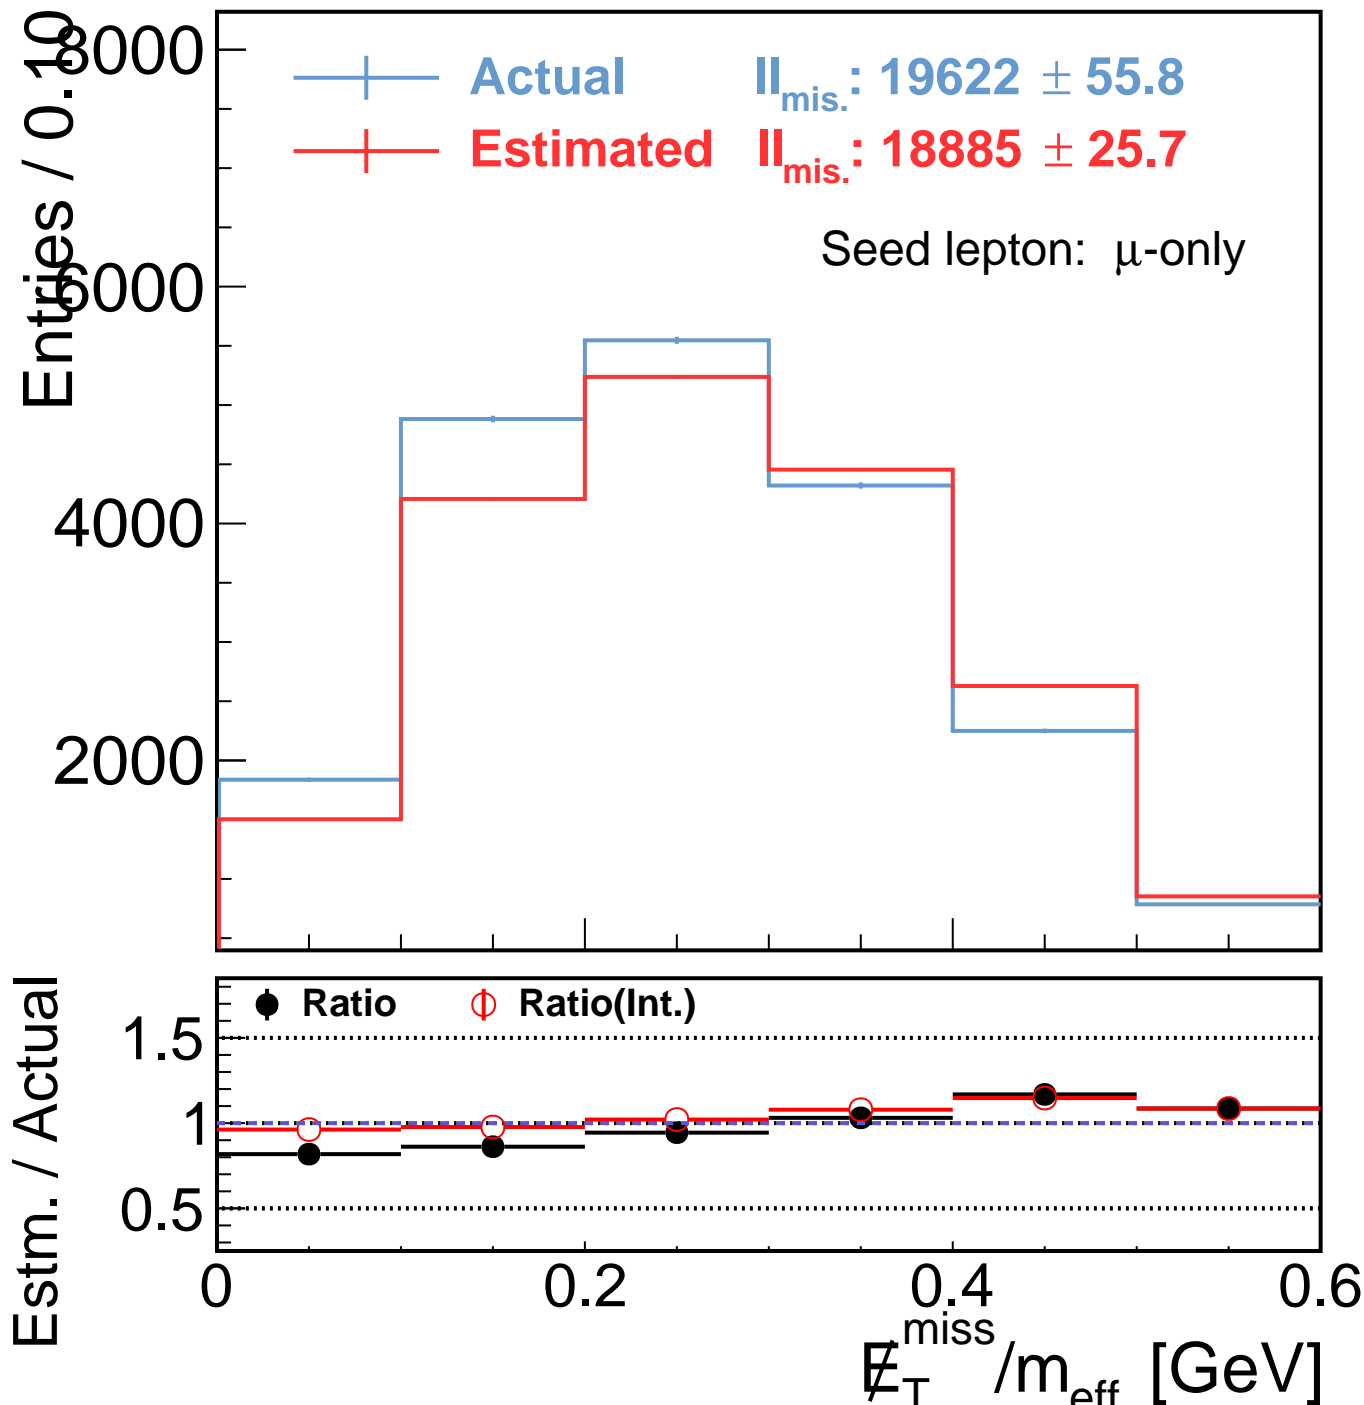 Entries / 0.10
8000
6000
4000
2000
Actual ll_mis.: 19622 ± 55.8
Estimated ll_mis.: 18885 ± 25.7
Seed lepton: μ-only
Estm. / Actual
1.5
1
0.5
Ratio Ratio(Int.)
0 0.2 0.4 0.6
E̸_T^miss/m_eff [GeV]